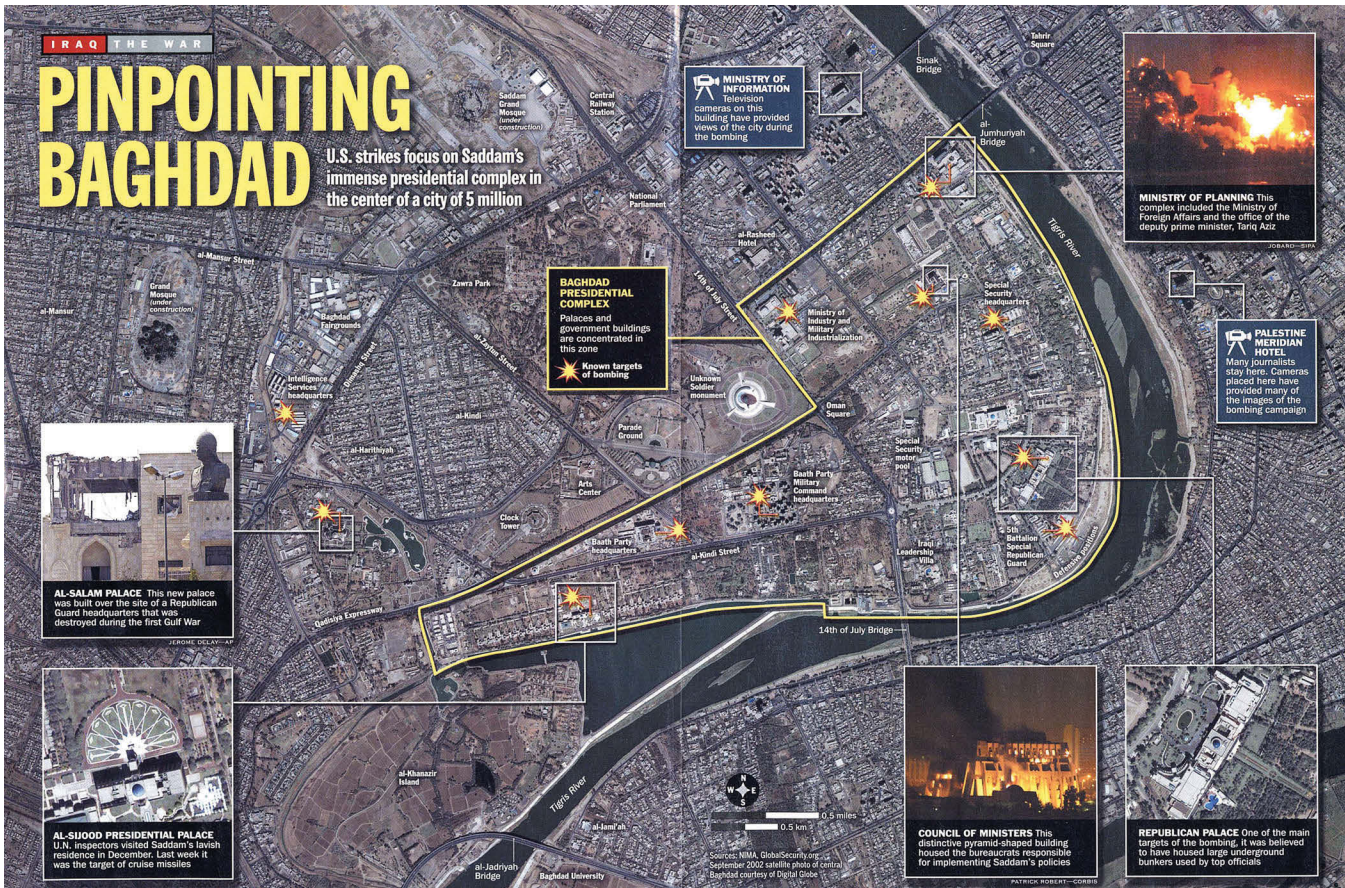 IRAQ THE WAR
PINPOINTING
BAGHDAD
U.S. strikes focus on Saddam's
immense presidential complex in
the center of a city of 5 million
Saddam
Grand
Mosque
(under
construction)
Central
Railway
Station
MINISTRY OF
INFORMATION
Television
cameras on this
building have provided
views of the city during
the bombing
Sinak
Bridge
Tahrir
Square
al-
Jumhuriyah
Bridge
MINISTRY OF PLANNING This
complex included the Ministry of
Foreign Affairs and the office of the
deputy prime minister, Tariq Aziz
JOBARD—SIPA
National
Parliament
al-Rasheed
Hotel
Tigris River
al-Mansur Street
Grand
Mosque
(under
construction)
al-Mansur
Zawra Park
14th of July Street
Baghdad
Fairgrounds
BAGHDAD
PRESIDENTIAL
COMPLEX
Palaces and
government buildings
are concentrated in
this zone
Known targets
of bombing
Ministry of
Industry and
Military
Industrialization
Special
Security
headquarters
PALESTINE
MERIDIAN
HOTEL
Many journalists
stay here. Cameras
placed here have
provided many of
the images of the
bombing campaign
Dimashq Street
al-Zaytun Street
Intelligence
Services
headquarters
Unknown
Soldier
monument
Oman
Square
al-Kindi
Parade
Ground
al-Harithiyah
Special
Security
motor
pool
Arts
Center
Baath Party
Military
Command
headquarters
Clock
Tower
Baath Party
headquarters
al-Kindi Street
Iraqi
Leadership
Villa
5th
Battalion
Special
Republican
Guard
Defensive positions
AL-SALAM PALACE This new palace
was built over the site of a Republican
Guard headquarters that was
destroyed during the first Gulf War
JEROME DELAY—AP
Qadisiya Expressway
14th of July Bridge
AL-SIJOOD PRESIDENTIAL PALACE
U.N. inspectors visited Saddam's lavish
residence in December. Last week it
was the target of cruise missiles
al-Khanazir
Island
Tigris River
al-Jami'ah
al-Jadriyah
Bridge
Baghdad University
N
W E
S
0.5 miles
0.5 km
Sources: NIMA, GlobalSecurity.org
September 2002 satellite photo of central
Baghdad courtesy of Digital Globe
COUNCIL OF MINISTERS This
distinctive pyramid-shaped building
housed the bureaucrats responsible
for implementing Saddam's policies
PATRICK ROBERT—CORBIS
REPUBLICAN PALACE One of the main
targets of the bombing, it was believed
to have housed large underground
bunkers used by top officials